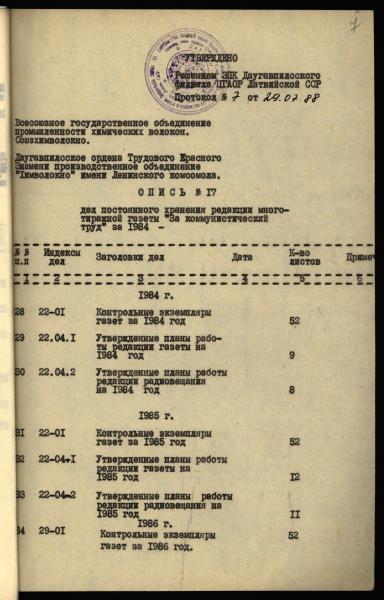 7
УТВЕРЖДЕНО
Решением ЭПК Даугавпилсского
филиала ЦГАОР Латвийской ССР
Протокол № 7 от 29.07 88
Всесоюзное государственное объединение
промышленности химических волокон.
Союзхимволокно.
Даугавпилсское ордена Трудового Красного
Знамени производственное объединение
"Химволокно" имени Ленинского комсомола.
О П И С Ь № 17
дел постоянного хранения редакции много-
тиражной газеты "За коммунистический
труд" за 1984 -
№ № Индексы Заголовки дел Дата К-во Примеч
п.п дел листов
1 2 3 4 5 6
1984 г.
28 22-01 Контрольные экземпляры
газет за 1984 год 52
29 22.04.1 Утвержденные планы рабо-
ты редакции газеты на
1984 год 9
30 22.04.2 Утвержденные планы работы
редакции радиовещания
на 1984 год 8
1985 г.
31 22-01 Контрольные экземпляры
газет за 1985 год 52
32 22-04-1 Утвержденные планы работы
редакции газеты на
1985 год 12
33 22-04-2 Утвержденные планы работы
редакции радиовещания на
1985 год 11
1986 г.
34 29-01 Контрольные экземпляры 52
газет за 1986 год.